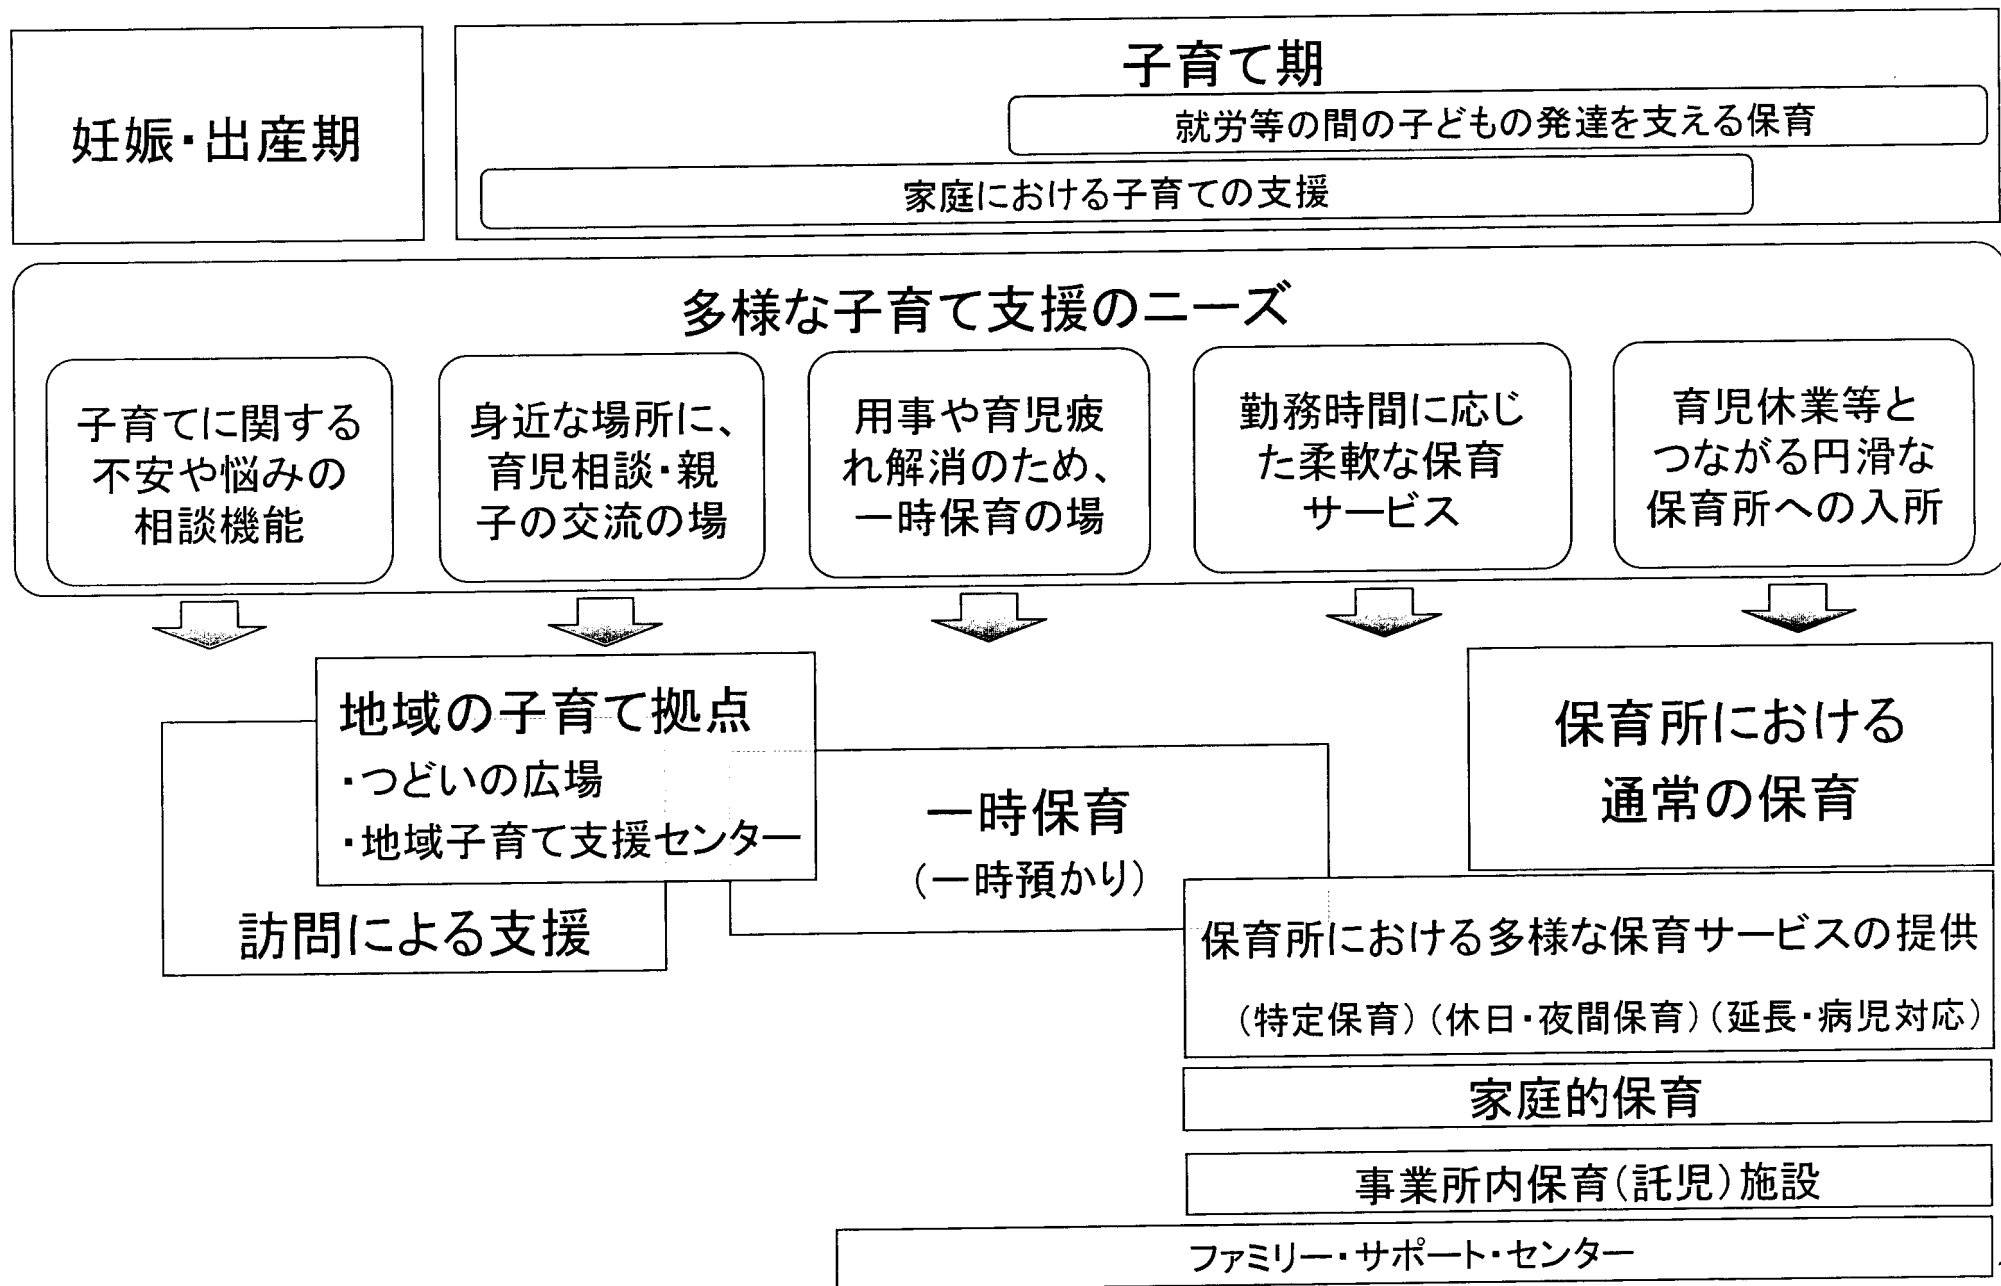 妊娠・出産期
子育て期
就労等の間の子どもの発達を支える保育
家庭における子育ての支援
多様な子育て支援のニーズ
子育てに関する
不安や悩みの
相談機能
身近な場所に、
育児相談・親
子の交流の場
用事や育児疲
れ解消のため、
一時保育の場
勤務時間に応じ
た柔軟な保育
サービス
育児休業等と
つながる円滑な
保育所への入所
地域の子育て拠点
・つどいの広場
・地域子育て支援センター
訪問による支援
一時保育
（一時預かり）
保育所における
通常の保育
保育所における多様な保育サービスの提供
（特定保育）（休日・夜間保育）（延長・病児対応）
家庭的保育
事業所内保育（託児）施設
ファミリー・サポート・センター